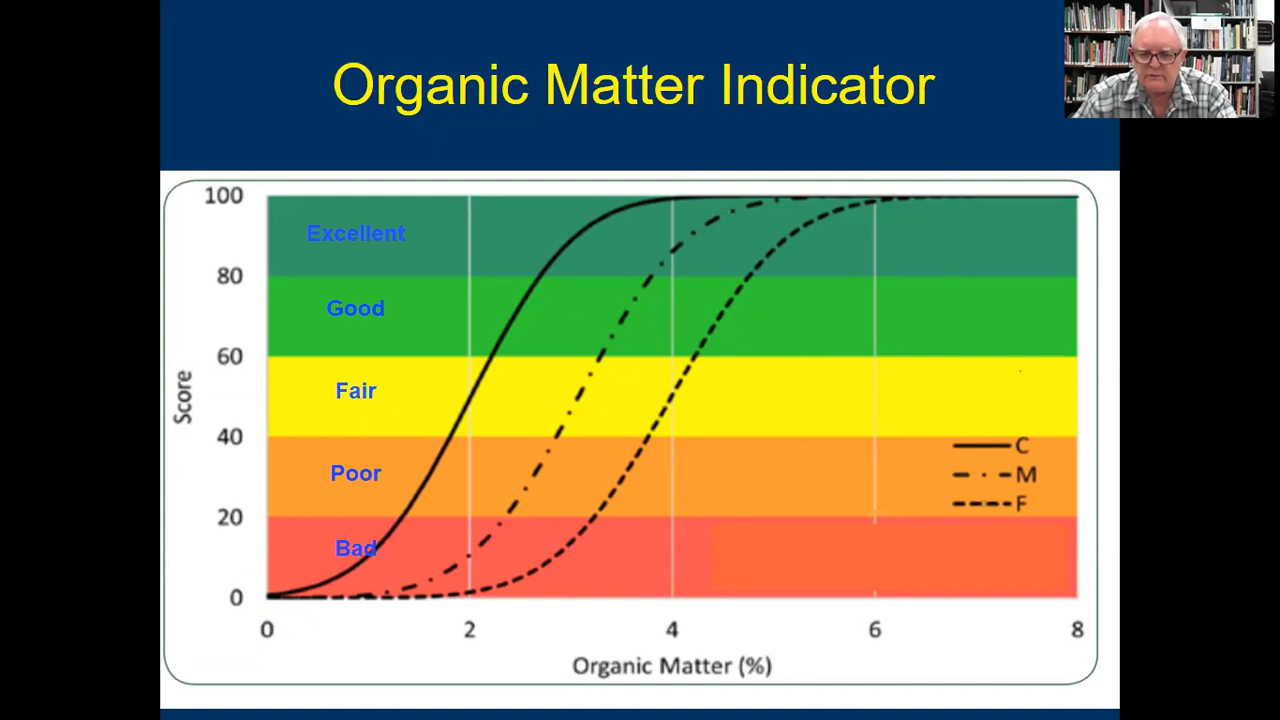 Organic Matter Indicator
100
Excellent
80
Good
60
Fair
Score
40
Poor
C
M
20
F
Bad
0
0 2 4 6 8
Organic Matter (%)